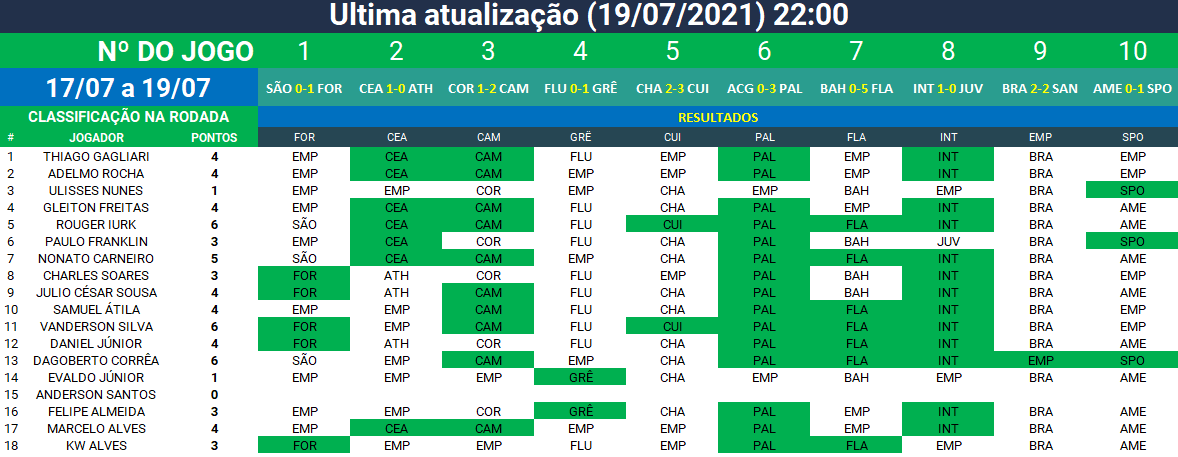 Ultima atualização (19/07/2021) 22:00
Nº DO JOGO 1 2 3 4 5 6 7 8 9 10
17/07 a 19/07 SÃO 0-1 FOR CEA 1-0 ATH COR 1-2 CAM FLU 0-1 GRÊ CHA 2-3 CUI ACG 0-3 PAL BAH 0-5 FLA INT 1-0 JUV BRA 2-2 SAN AME 0-1 SPO
CLASSIFICAÇÃO NA RODADA RESULTADOS
# JOGADOR PONTOS FOR CEA CAM GRÊ CUI PAL FLA INT EMP SPO
1 THIAGO GAGLIARI 4 EMP CEA CAM FLU EMP PAL EMP INT BRA EMP
2 ADELMO ROCHA 4 EMP CEA CAM EMP EMP PAL EMP INT BRA EMP
3 ULISSES NUNES 1 EMP EMP COR EMP CHA EMP BAH EMP BRA SPO
4 GLEITON FREITAS 4 EMP CEA CAM FLU CHA PAL EMP INT BRA AME
5 ROUGER IURK 6 SÃO CEA CAM FLU CUI PAL FLA INT BRA AME
6 PAULO FRANKLIN 3 EMP CEA COR FLU CHA PAL BAH JUV BRA SPO
7 NONATO CARNEIRO 5 SÃO CEA CAM EMP CHA PAL FLA INT BRA AME
8 CHARLES SOARES 3 FOR ATH COR FLU EMP PAL BAH INT BRA EMP
9 JULIO CÉSAR SOUSA 4 FOR ATH CAM FLU CHA PAL BAH INT BRA AME
10 SAMUEL ÁTILA 4 EMP EMP CAM FLU CHA PAL FLA INT BRA EMP
11 VANDERSON SILVA 6 FOR EMP CAM FLU CUI PAL FLA INT BRA AME
12 DANIEL JÚNIOR 4 FOR ATH COR FLU CHA PAL FLA INT BRA AME
13 DAGOBERTO CORRÊA 6 SÃO EMP CAM EMP EMP PAL FLA INT EMP SPO
14 EVALDO JÚNIOR 1 EMP EMP EMP GRÊ CHA EMP BAH EMP BRA AME
15 ANDERSON SANTOS 0
16 FELIPE ALMEIDA 3 EMP EMP COR GRÊ CHA PAL EMP INT BRA AME
17 MARCELO ALVES 4 EMP CEA CAM EMP EMP PAL EMP INT BRA AME
18 KW ALVES 3 FOR EMP EMP FLU EMP PAL FLA EMP BRA AME